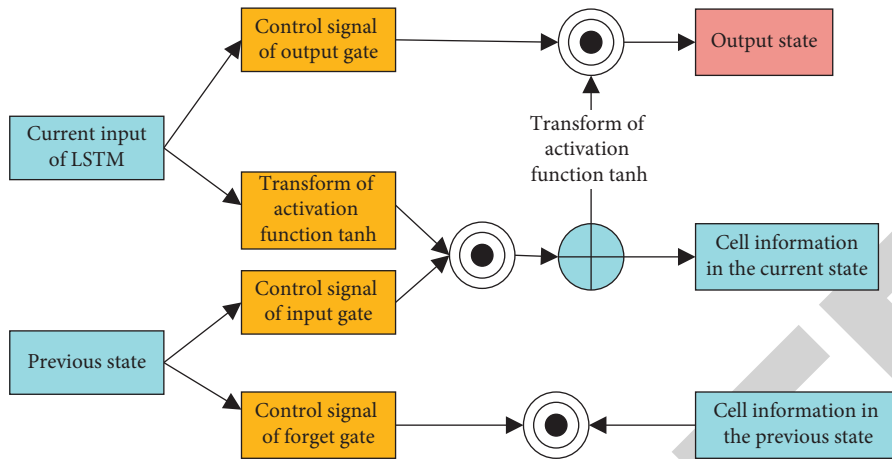 Control signal
of output gate
Output state
Current input
of LSTM
Transform of
activation
function tanh
Transform of
activation
function tanh
Control signal
of input gate
Cell information
in the current state
Previous state
Control signal
of forget gate
Cell information in
the previous state